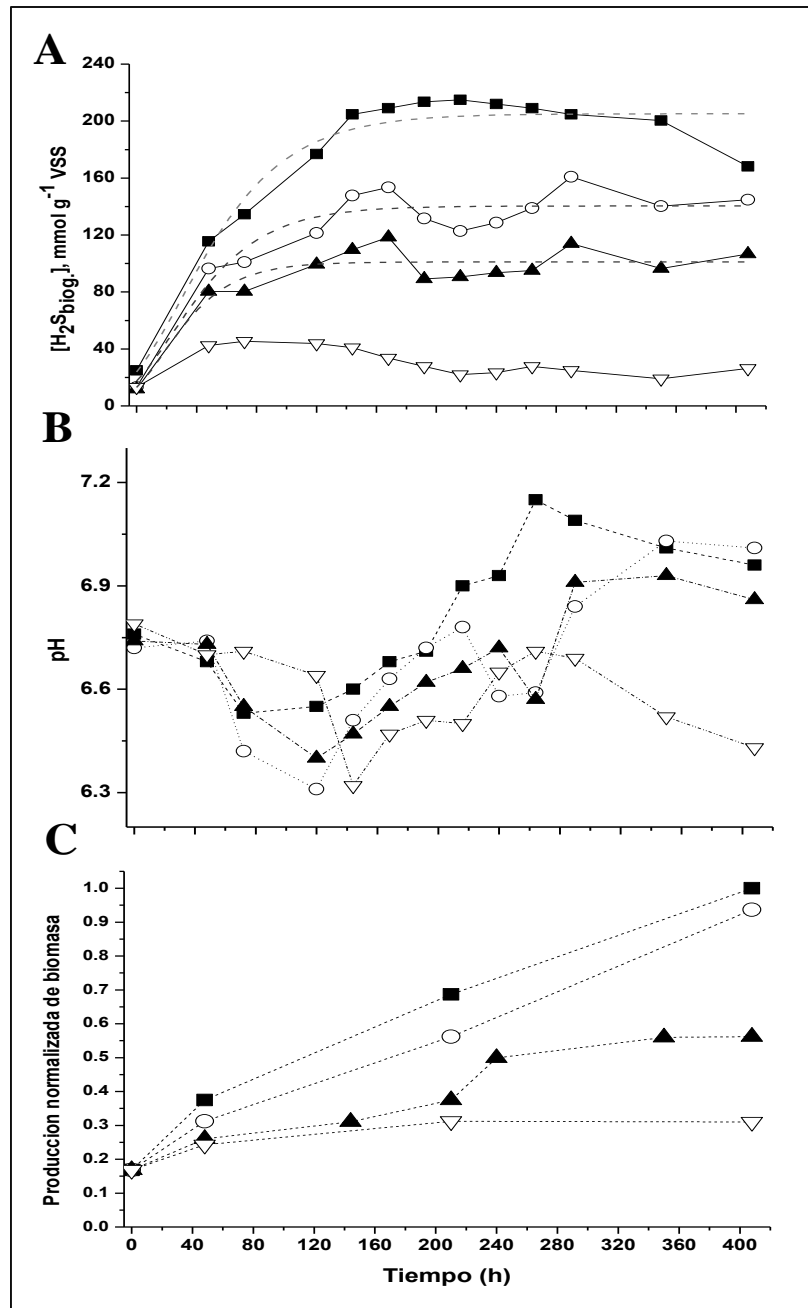 A
240
200
160
120
80
40
0
[H₂S_biog.], mmol g⁻¹ VSS
B
7.2
6.9
6.6
6.3
pH
C
1.0
0.9
0.8
0.7
0.6
0.5
0.4
0.3
0.2
0.1
0.0
Produccion normalizada de biomasa
0 40 80 120 160 200 240 280 320 360 400
Tiempo (h)